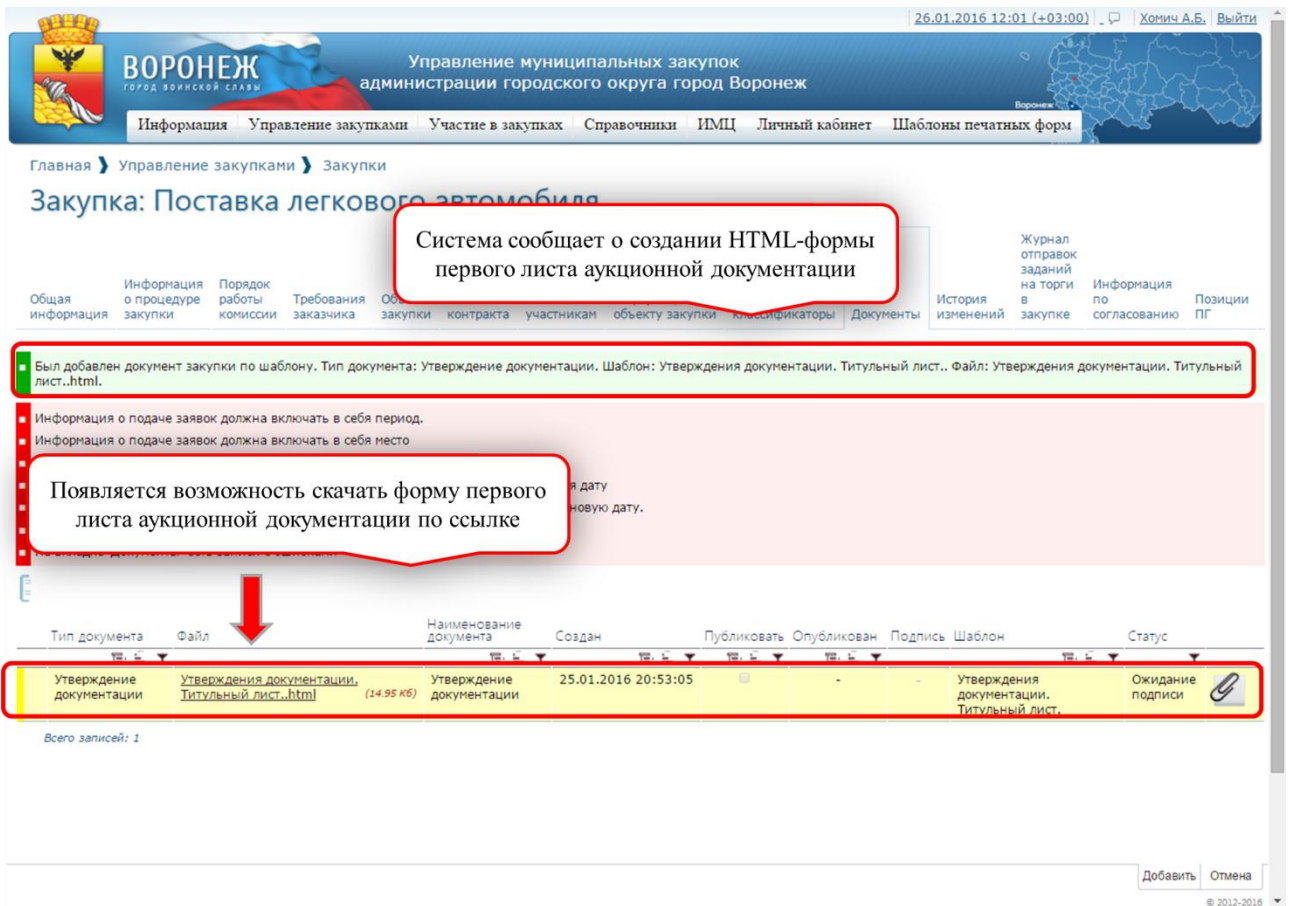 26.01.2016 12:01 (+03:00) Хомич А.Б. Выйти
ВОРОНЕЖ
ГОРОД ВОИНСКОЙ СЛАВЫ
Управление муниципальных закупок
администрации городского округа город Воронеж
Воронеж
Информация Управление закупками Участие в закупках Справочники ИМЦ Личный кабинет Шаблоны печатных форм
Главная Управление закупками Закупки
Закупка: Поставка легкового автомобиля
Система сообщает о создании HTML-формы
первого листа аукционной документации
Общая
информация
Информация
о процедуре
закупки
Порядок
работы
комиссии
Требования
заказчика
закупки
контракта
участникам
объекту закупки
классификаторы
Документы
История
изменений
Журнал
отправок
заданий
на торги
в
закупке
Информация
по
согласованию
Позиции
ПГ
Был добавлен документ закупки по шаблону. Тип документа: Утверждение документации. Шаблон: Утверждения документации. Титульный лист.. Файл: Утверждения документации. Титульный
лист..html.
Информация о подаче заявок должна включать в себя период.
Информация о подаче заявок должна включать в себя место
я дату
новую дату.
Появляется возможность скачать форму первого
листа аукционной документации по ссылке
Тип документа Файл Наименование
документа Создан Публиковать Опубликован Подпись Шаблон Статус
Утверждение
документации
Утверждения документации.
Титульный лист..html (14.95 Кб)
Утверждение
документации
25.01.2016 20:53:05
-
-
Утверждения
документации.
Титульный лист.
Ожидание
подписи
Всего записей: 1
Добавить Отмена
© 2012-2016